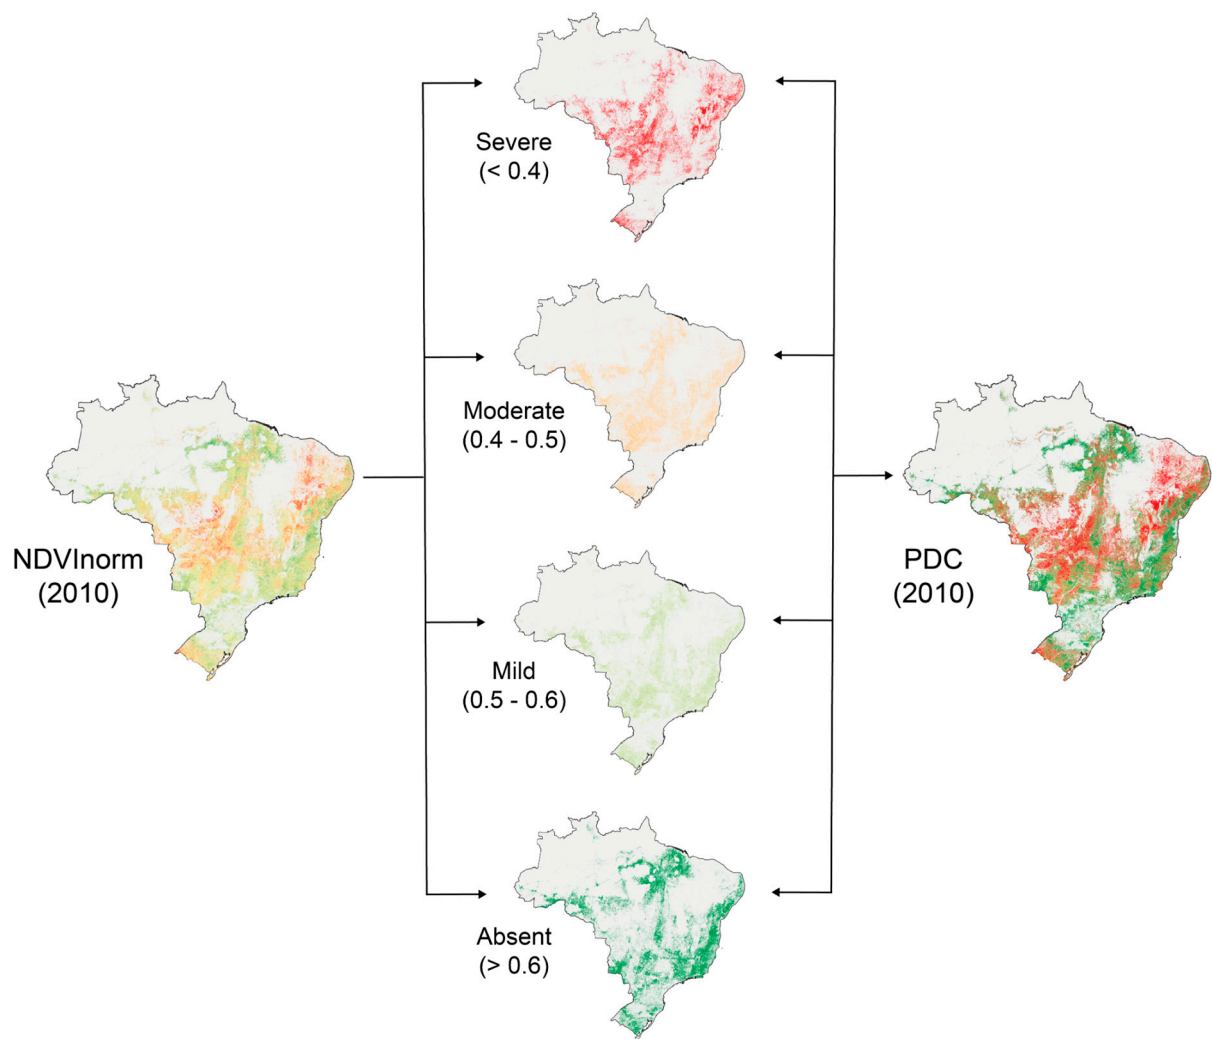 Severe
(< 0.4)
Moderate
(0.4 - 0.5)
NDVInorm
(2010)
PDC
(2010)
Mild
(0.5 - 0.6)
Absent
(> 0.6)